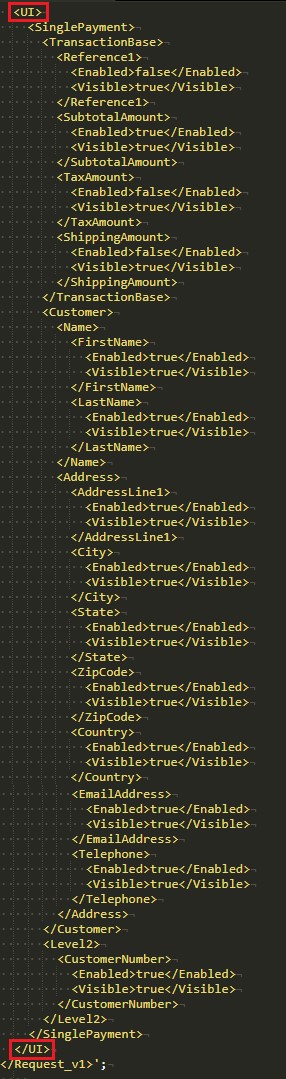 <UI>
<SinglePayment>
<TransactionBase>
<Reference1>
<Enabled>false</Enabled>
<Visible>true</Visible>
</Reference1>
<SubtotalAmount>
<Enabled>true</Enabled>
<Visible>true</Visible>
</SubtotalAmount>
<TaxAmount>
<Enabled>false</Enabled>
<Visible>true</Visible>
</TaxAmount>
<ShippingAmount>
<Enabled>false</Enabled>
<Visible>true</Visible>
</ShippingAmount>
</TransactionBase>
<Customer>
<Name>
<FirstName>
<Enabled>true</Enabled>
<Visible>true</Visible>
</FirstName>
<LastName>
<Enabled>true</Enabled>
<Visible>true</Visible>
</LastName>
</Name>
<Address>
<AddressLine1>
<Enabled>true</Enabled>
<Visible>true</Visible>
</AddressLine1>
<City>
<Enabled>true</Enabled>
<Visible>true</Visible>
</City>
<State>
<Enabled>true</Enabled>
<Visible>true</Visible>
</State>
<ZipCode>
<Enabled>true</Enabled>
<Visible>true</Visible>
</ZipCode>
<Country>
<Enabled>true</Enabled>
<Visible>true</Visible>
</Country>
<EmailAddress>
<Enabled>true</Enabled>
<Visible>true</Visible>
</EmailAddress>
<Telephone>
<Enabled>true</Enabled>
<Visible>true</Visible>
</Telephone>
</Address>
</Customer>
<Level2>
<CustomerNumber>
<Enabled>true</Enabled>
<Visible>true</Visible>
</CustomerNumber>
</Level2>
</SinglePayment>
</UI>
</Request_v1>';